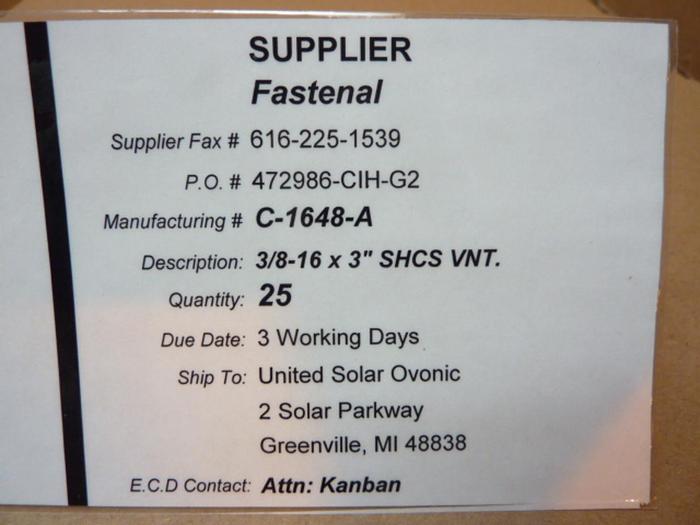 SUPPLIER
Fastenal
Supplier Fax # 616-225-1539
P.O. # 472986-CIH-G2
Manufacturing # C-1648-A
Description: 3/8-16 x 3" SHCS VNT.
Quantity: 25
Due Date: 3 Working Days
Ship To: United Solar Ovonic
2 Solar Parkway
Greenville, MI 48838
E.C.D Contact: Attn: Kanban